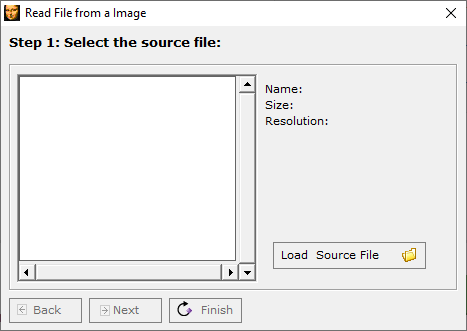 Read File from a Image
Step 1: Select the source file:
Name:
Size:
Resolution:
Load Source File
Back
Next
Finish